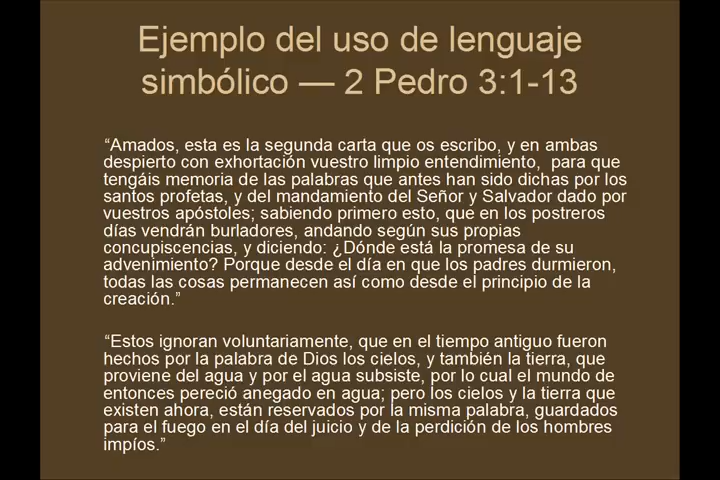 Ejemplo del uso de lenguaje
simbólico — 2 Pedro 3:1-13
“Amados, esta es la segunda carta que os escribo, y en ambas
despierto con exhortación vuestro limpio entendimiento, para que
tengáis memoria de las palabras que antes han sido dichas por los
santos profetas, y del mandamiento del Señor y Salvador dado por
vuestros apóstoles; sabiendo primero esto, que en los postreros
días vendrán burladores, andando según sus propias
concupiscencias, y diciendo: ¿Dónde está la promesa de su
advenimiento? Porque desde el día en que los padres durmieron,
todas las cosas permanecen así como desde el principio de la
creación.”
“Estos ignoran voluntariamente, que en el tiempo antiguo fueron
hechos por la palabra de Dios los cielos, y también la tierra, que
proviene del agua y por el agua subsiste, por lo cual el mundo de
entonces pereció anegado en agua; pero los cielos y la tierra que
existen ahora, están reservados por la misma palabra, guardados
para el fuego en el día del juicio y de la perdición de los hombres
impíos.”